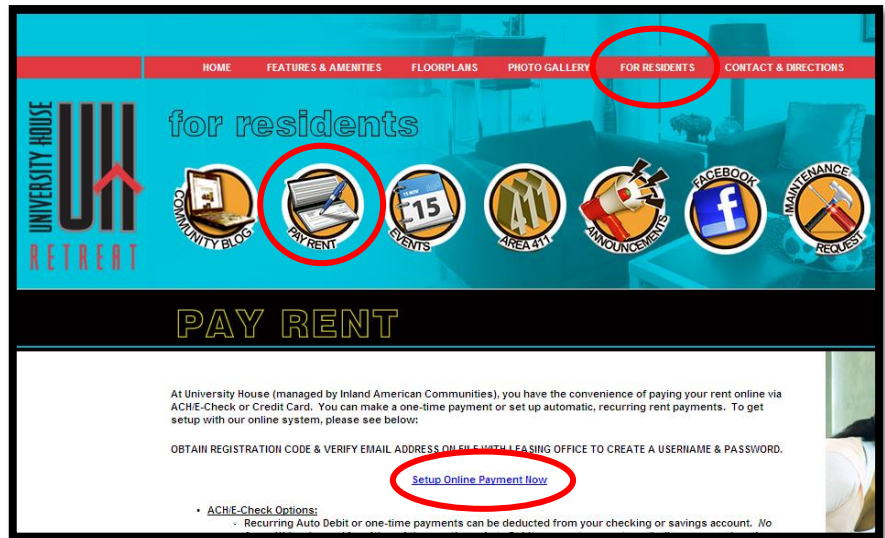 HOME FEATURES & AMENITIES FLOORPLANS PHOTO GALLERY FOR RESIDENTS CONTACT & DIRECTIONS
UNIVERSITY HOUSE
UH
RETREAT
for residents
COMMUNITY BLOG
PAY RENT
15 NOV
15
EVENTS
411
AREA 411
ANNOUNCEMENTS
FACEBOOK
f
MAINTENANCE
REQUEST
PAY RENT
At University House (managed by Inland American Communities), you have the convenience of paying your rent online via
ACH/E-Check or Credit Card. You can make a one-time payment or set up automatic, recurring rent payments. To get
setup with our online system, please see below:
OBTAIN REGISTRATION CODE & VERIFY EMAIL ADDRESS ON FILE WITH LEASING OFFICE TO CREATE A USERNAME & PASSWORD.
Setup Online Payment Now
• ACH/E-Check Options:
◦ Recurring Auto Debit or one-time payments can be deducted from your checking or savings account. No